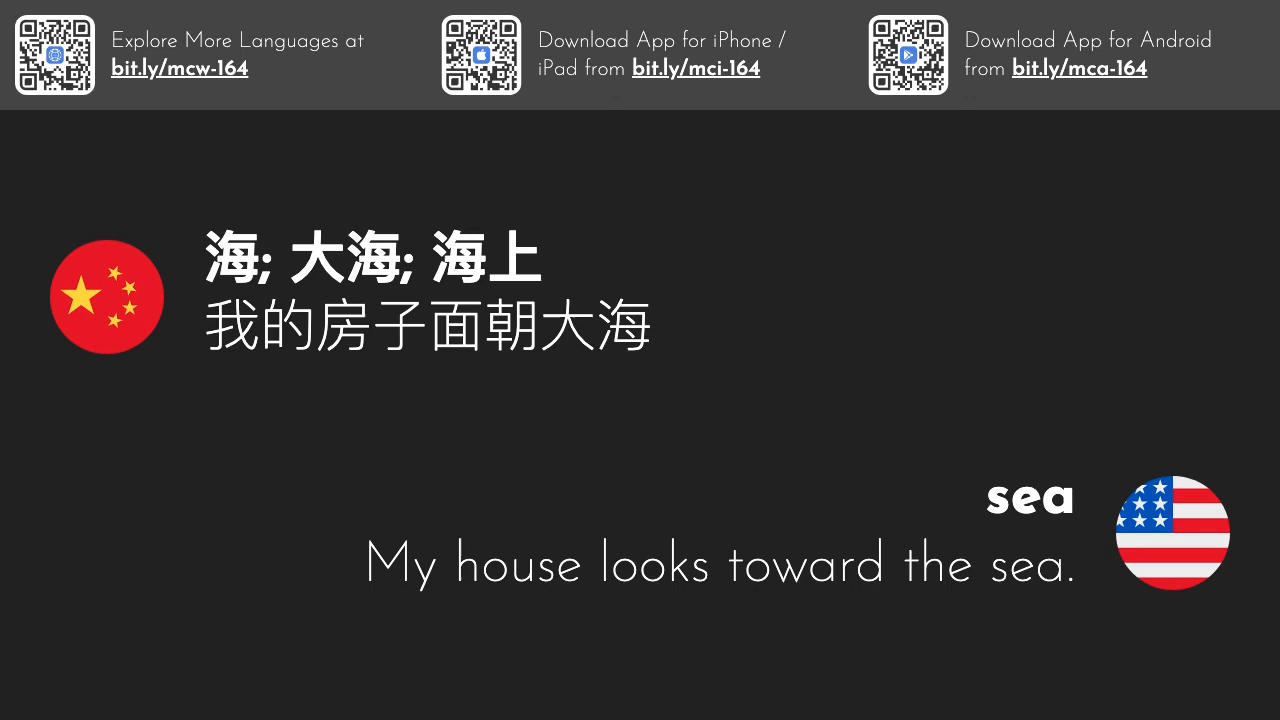 Explore More Languages at
bit.ly/mcw-164
Download App for iPhone /
iPad from bit.ly/mci-164
Download App for Android
from bit.ly/mca-164
海; 大海; 海上
我的房子面朝大海
sea
My house looks toward the sea.